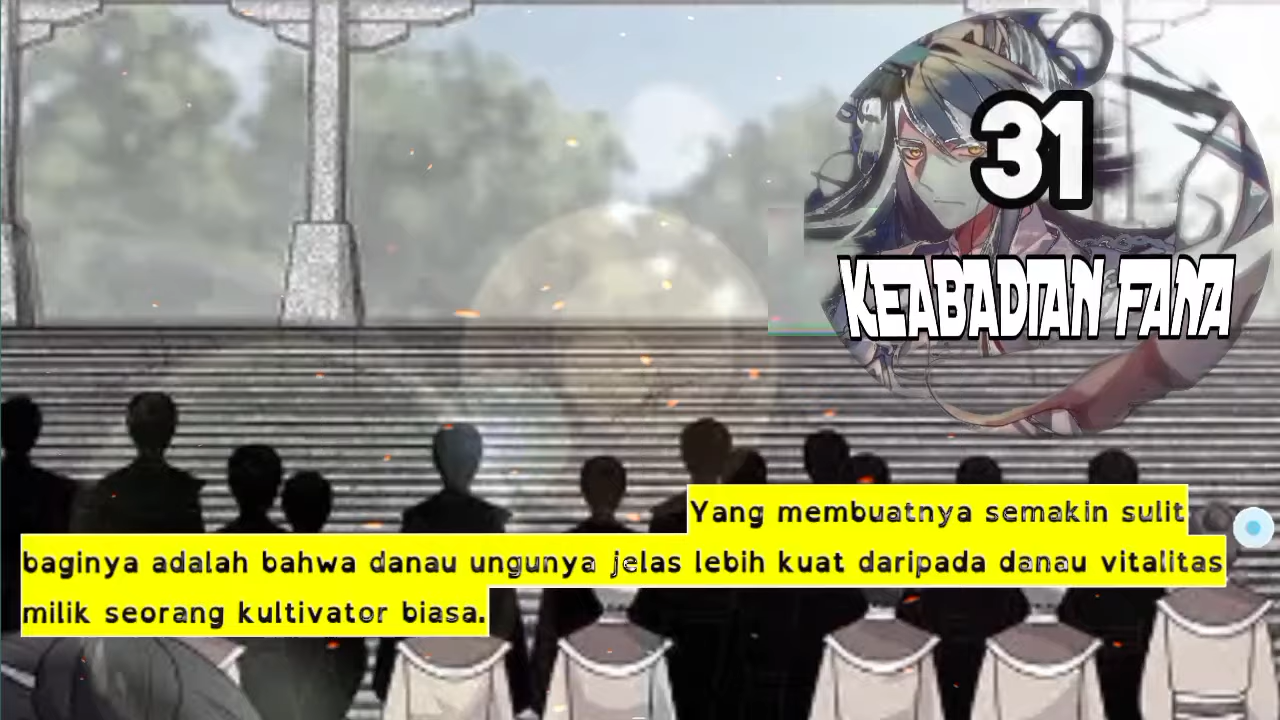 31
KEABADIAN FANA
Yang membuatnya semakin sulit
baginya adalah bahwa danau ungunya jelas lebih kuat daripada danau vitalitas
milik seorang kultivator biasa.